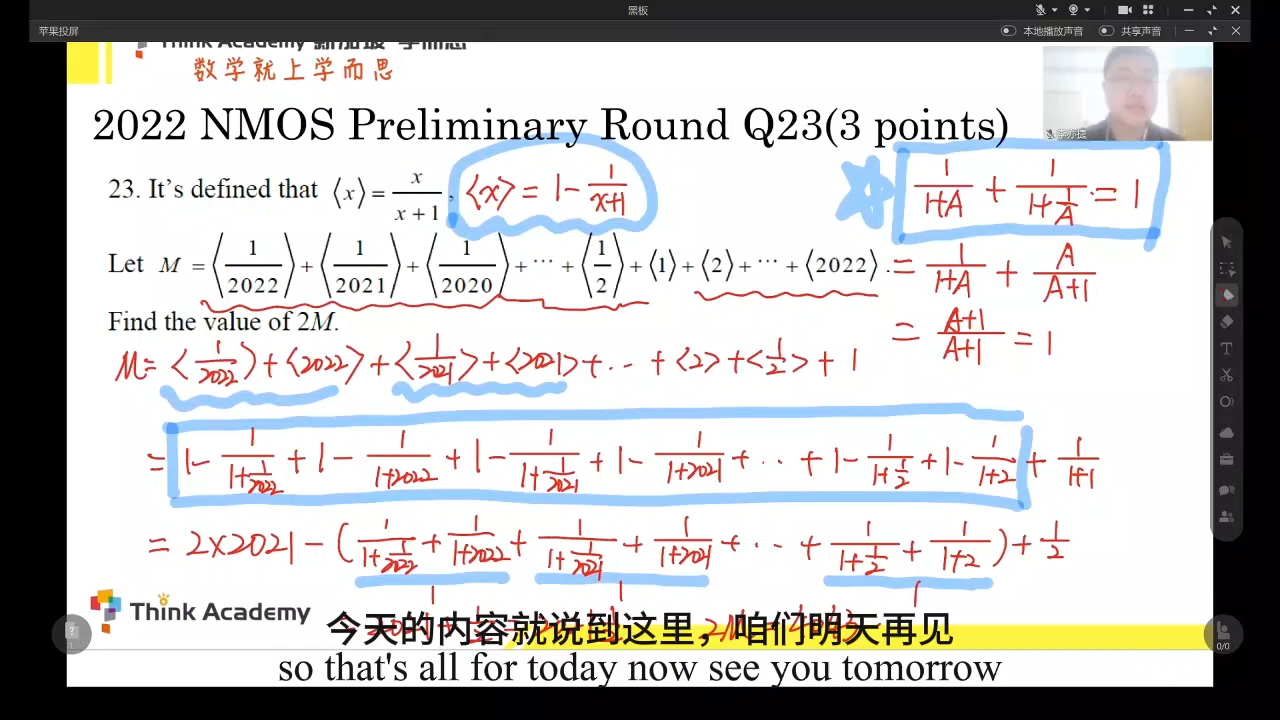 黑板
苹果投屏
本地播放声音 共享声音
Think Academy 新加坡 学而思
数学就上学而思
2022 NMOS Preliminary Round Q23(3 points)
23. It's defined that ⟨x⟩ = x/(x+1), ⟨x⟩ = 1 - 1/(x+1)
1/(1+A) + 1/(1+1/A) = 1
Let M = ⟨1/2022⟩ + ⟨1/2021⟩ + ⟨1/2020⟩ + ··· + ⟨1/2⟩ + ⟨1⟩ + ⟨2⟩ + ··· + ⟨2022⟩.
= 1/(1+A) + A/(A+1)
Find the value of 2M.
= (A+1)/(A+1) = 1
M = ⟨1/2022⟩ + ⟨2022⟩ + ⟨1/2021⟩ + ⟨2021⟩ + ··· + ⟨2⟩ + ⟨1/2⟩ + 1
= 1 - 1/(1+1/2022) + 1 - 1/(1+2022) + 1 - 1/(1+1/2021) + 1 - 1/(1+2021) + ··· + 1 - 1/(1+1/2) + 1 - 1/(1+2) + 1/(1+1)
= 2×2021 - (1/(1+1/2022) + 1/(1+2022) + 1/(1+1/2021) + 1/(1+2021) + ··· + 1/(1+1/2) + 1/(1+2)) + 1/2
1 1 1
Think Academy
今天的内容就说到这里，咱们明天再见
so that's all for today now see you tomorrow
0/0